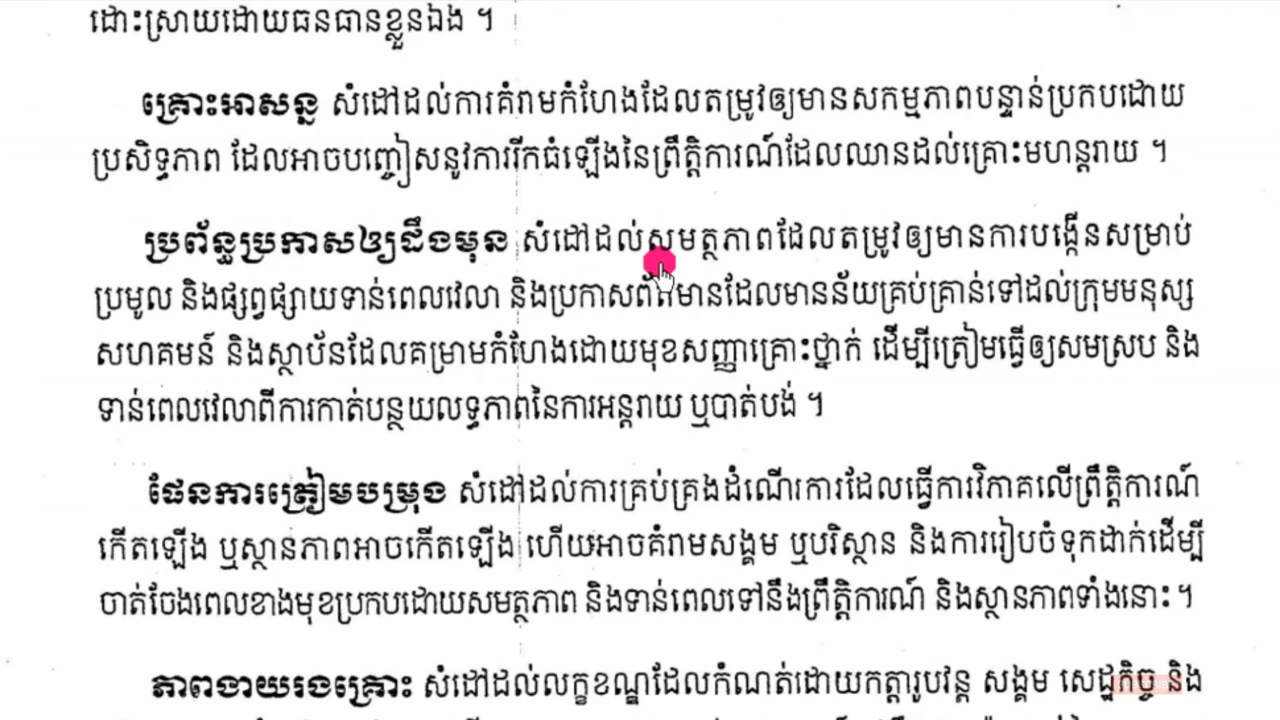 ដោះស្រាយដោយធនធានខ្លួនឯង ។
គ្រោះអាសន្ន សំដៅដល់ការគំរាមកំហែងដែលតម្រូវឲ្យមានសកម្មភាពបន្ទាន់ប្រកបដោយ
ប្រសិទ្ធភាព ដែលអាចបញ្ចៀសនូវការរីកធំឡើងនៃព្រឹត្តិការណ៍ដែលឈានដល់គ្រោះមហន្តរាយ ។
ប្រព័ន្ធប្រកាសឲ្យដឹងមុន សំដៅដល់សមត្ថភាពដែលតម្រូវឲ្យមានការបង្កើនសម្រាប់
ប្រមូល និងផ្សព្វផ្សាយទាន់ពេលវេលា និងប្រកាសព័ត៌មានដែលមានន័យគ្រប់គ្រាន់ទៅដល់ក្រុមមនុស្ស
សហគមន៍ និងស្ថាប័នដែលគម្រាមកំហែងដោយមុខសញ្ញាគ្រោះថ្នាក់ ដើម្បីត្រៀមធ្វើឲ្យសមស្រប និង
ទាន់ពេលវេលាពីការកាត់បន្ថយលទ្ធភាពនៃការអន្តរាយ ឬបាត់បង់ ។
ផែនការត្រៀមបម្រុង សំដៅដល់ការគ្រប់គ្រងដំណើរការដែលធ្វើការវិភាគលើព្រឹត្តិការណ៍
កើតឡើង ឬស្ថានភាពអាចកើតឡើង ហើយអាចគំរាមសង្គម ឬបរិស្ថាន និងការរៀបចំទុកដាក់ដើម្បី
ចាត់ចែងពេលខាងមុខប្រកបដោយសមត្ថភាព និងទាន់ពេលទៅនឹងព្រឹត្តិការណ៍ និងស្ថានភាពទាំងនោះ ។
ភាពងាយរងគ្រោះ សំដៅដល់លក្ខខណ្ឌដែលកំណត់ដោយកត្តារូបវន្ត សង្គម សេដ្ឋកិច្ច និង